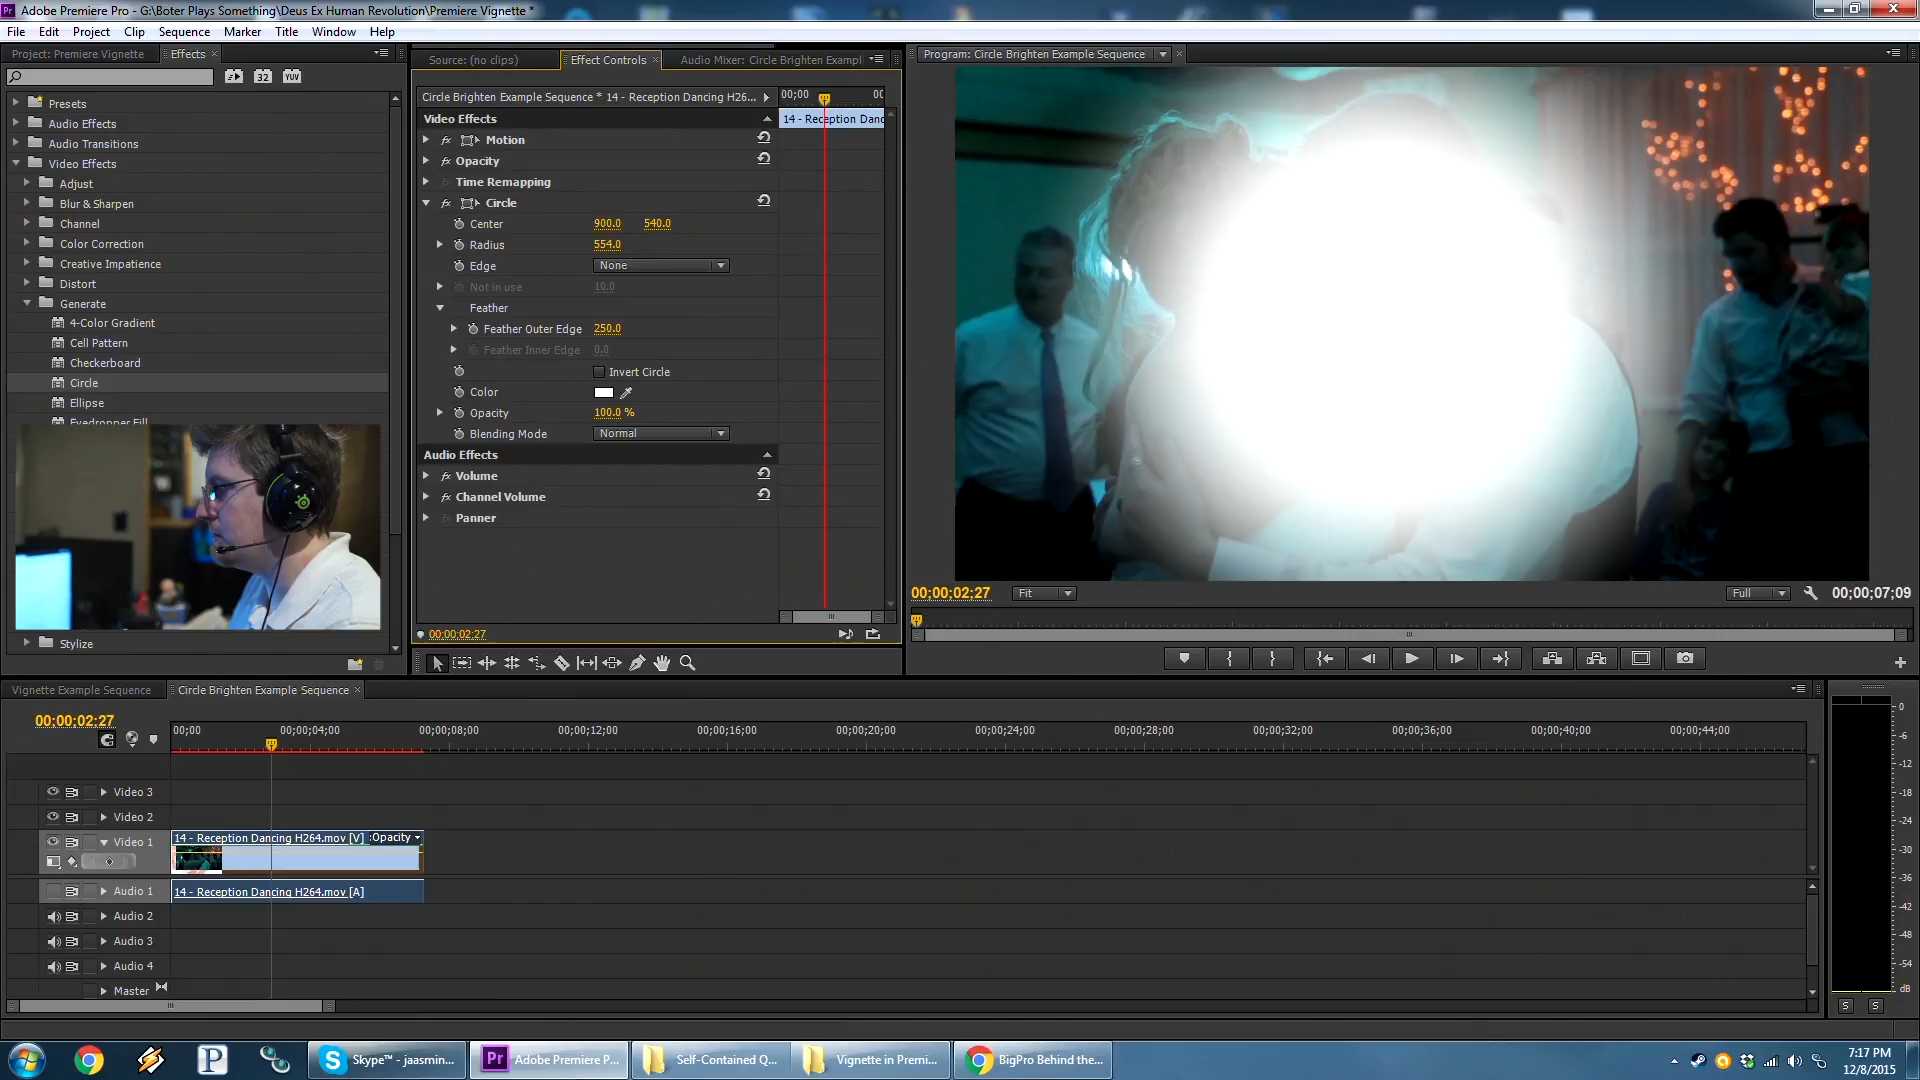 Adobe Premiere Pro - G:\Boter Plays Something\Deus Ex Human Revolution\Premiere Vignette *
File Edit Project Clip Sequence Marker Title Window Help
Project: Premiere Vignette
Effects
32
YUV
Presets
Audio Effects
Audio Transitions
Video Effects
Adjust
Blur & Sharpen
Channel
Color Correction
Creative Impatience
Distort
Generate
4-Color Gradient
Cell Pattern
Checkerboard
Circle
Ellipse
Eyedropper Fill
Stylize
Source: (no clips)
Effect Controls
Audio Mixer: Circle Brighten Exampl
Circle Brighten Example Sequence * 14 - Reception Dancing H26...
00;00
Video Effects
14 - Reception Danc
fx Motion
fx Opacity
Time Remapping
fx Circle
Center 900.0 540.0
Radius 554.0
Edge None
Not in use 10.0
Feather
Feather Outer Edge 250.0
Feather Inner Edge 0.0
Invert Circle
Color
Opacity 100.0 %
Blending Mode Normal
Audio Effects
fx Volume
fx Channel Volume
Panner
00;00;02;27
Program: Circle Brighten Example Sequence
00;00;02;27
Fit
Full
00;00;07;09
Vignette Example Sequence
Circle Brighten Example Sequence
00;00;02;27
00;00 00;00;04;00 00;00;08;00 00;00;12;00 00;00;16;00 00;00;20;00 00;00;24;00 00;00;28;00 00;00;32;00 00;00;36;00 00;00;40;00 00;00;44;00
Video 3
Video 2
Video 1
14 - Reception Dancing H264.mov [V] :Opacity
Audio 1
14 - Reception Dancing H264.mov [A]
Audio 2
Audio 3
Audio 4
Master
0
-6
-12
-18
-24
-30
-36
-42
-48
-54
dB
S S
Skype™ - jaasmin...
Adobe Premiere P...
Self-Contained Q...
Vignette in Premi...
BigPro Behind the...
7:17 PM
12/8/2015